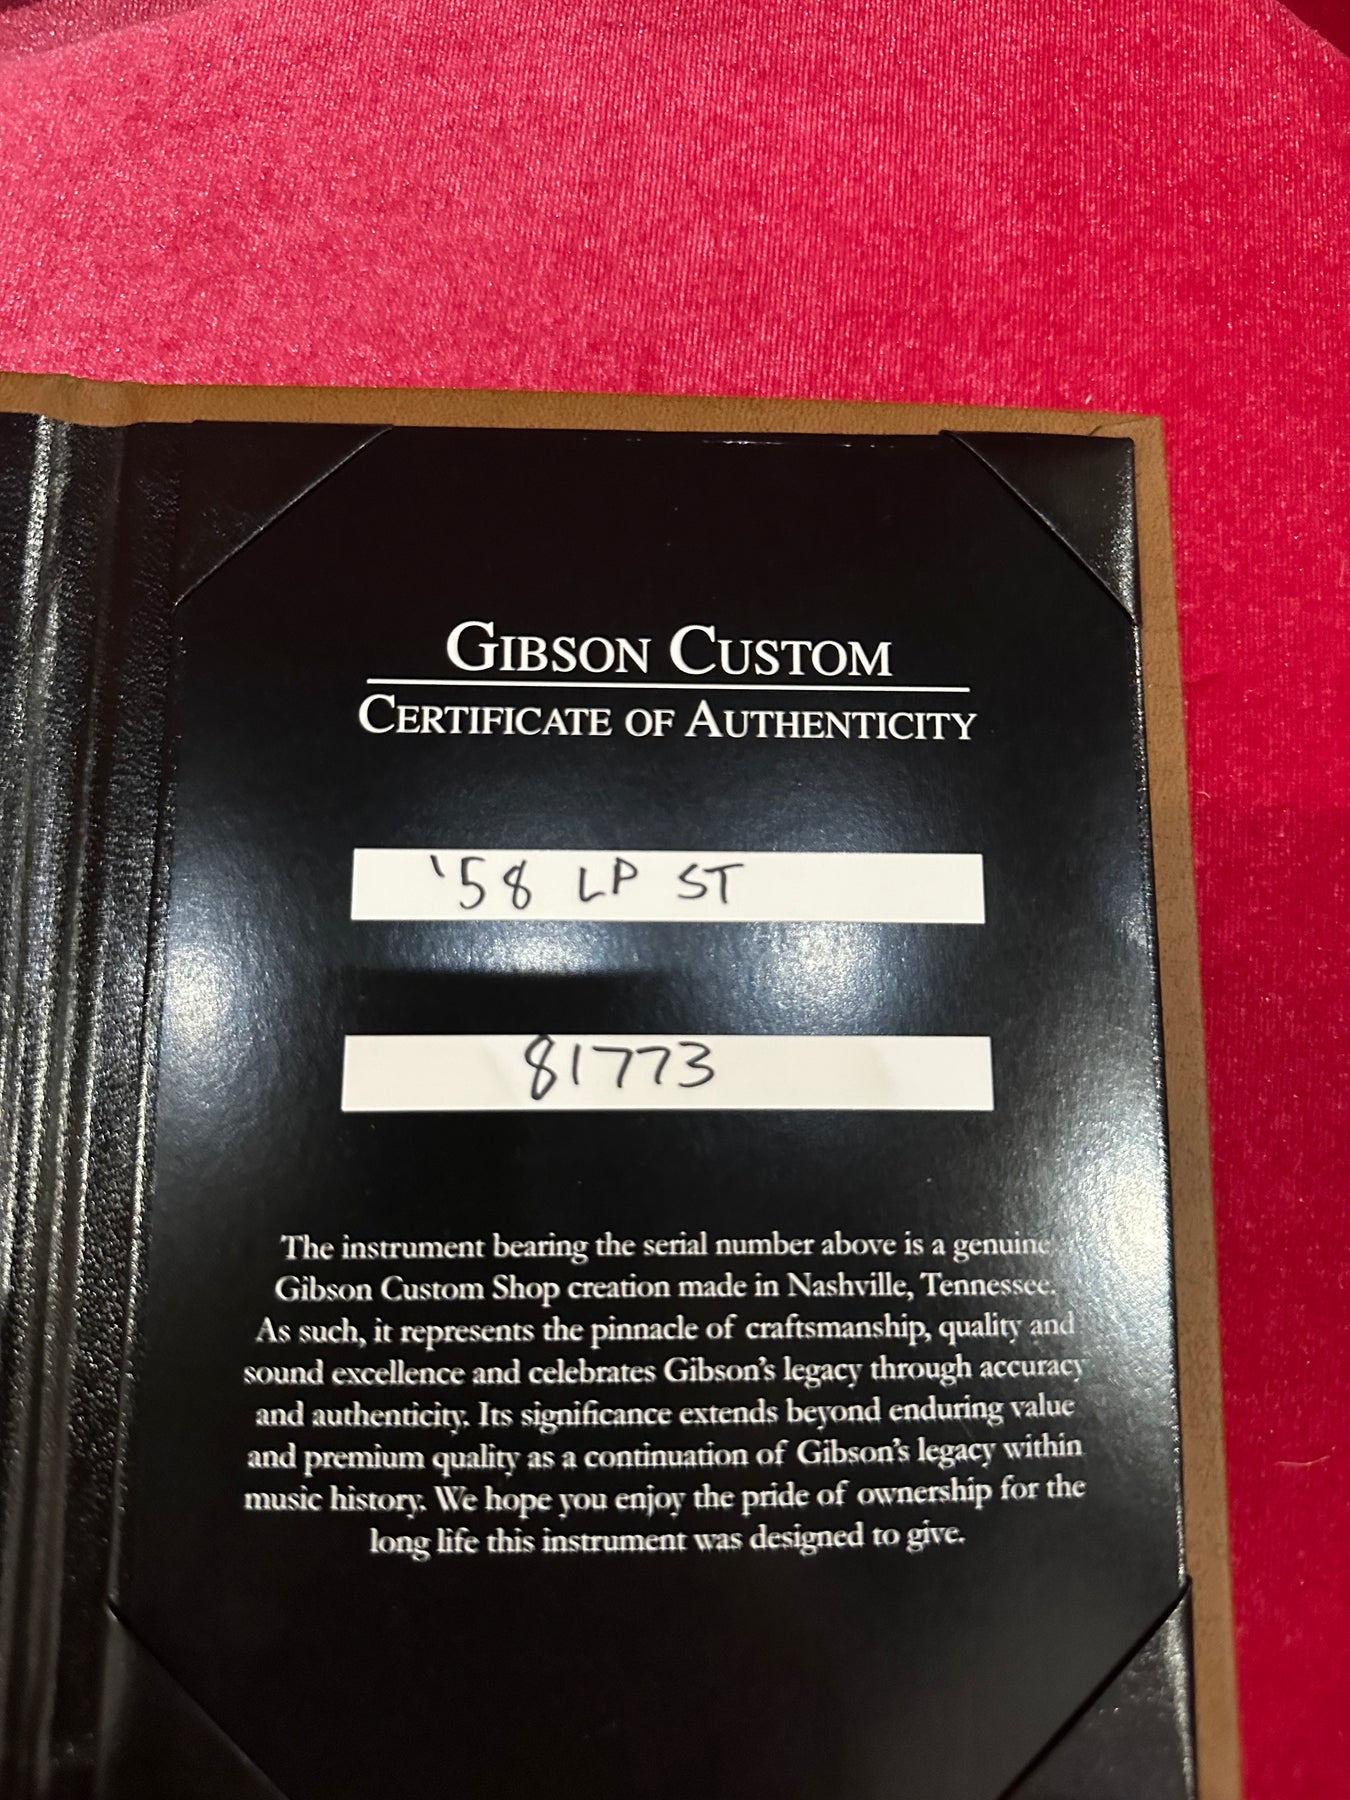 GIBSON CUSTOM
CERTIFICATE OF AUTHENTICITY
'58 LP ST
81773
The instrument bearing the serial number above is a genuine
Gibson Custom Shop creation made in Nashville, Tennessee.
As such, it represents the pinnacle of craftsmanship, quality and
sound excellence and celebrates Gibson's legacy through accuracy
and authenticity. Its significance extends beyond enduring value
and premium quality as a continuation of Gibson's legacy within
music history. We hope you enjoy the pride of ownership for the
long life this instrument was designed to give.